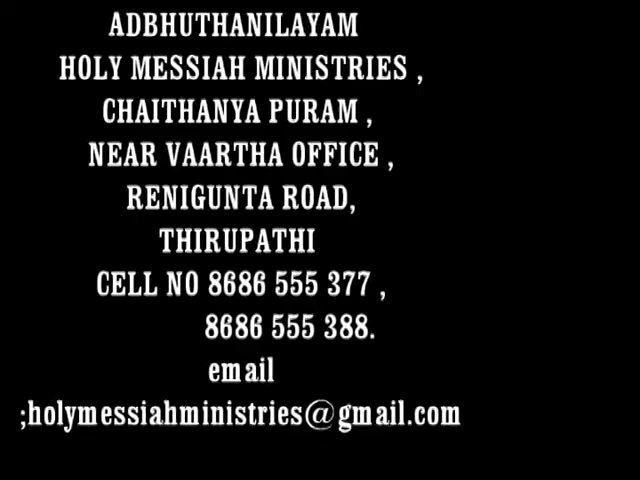 ADBHUTHANILAYAM
HOLY MESSIAH MINISTRIES ,
CHAITHANYA PURAM ,
NEAR VAARTHA OFFICE ,
RENIGUNTA ROAD,
THIRUPATHI
CELL NO 8686 555 377 ,
8686 555 388.
email
;holymessiahministries@gmail.com